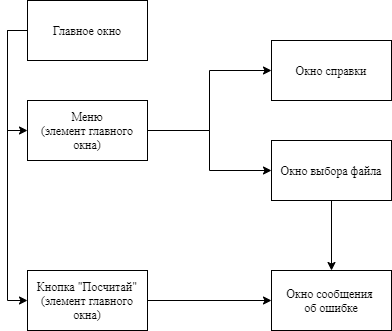 Главное окно
Окно справки
Меню
(элемент главного
окна)
Окно выбора файла
Кнопка "Посчитай"
(элемент главного
окна)
Окно сообщения
об ошибке